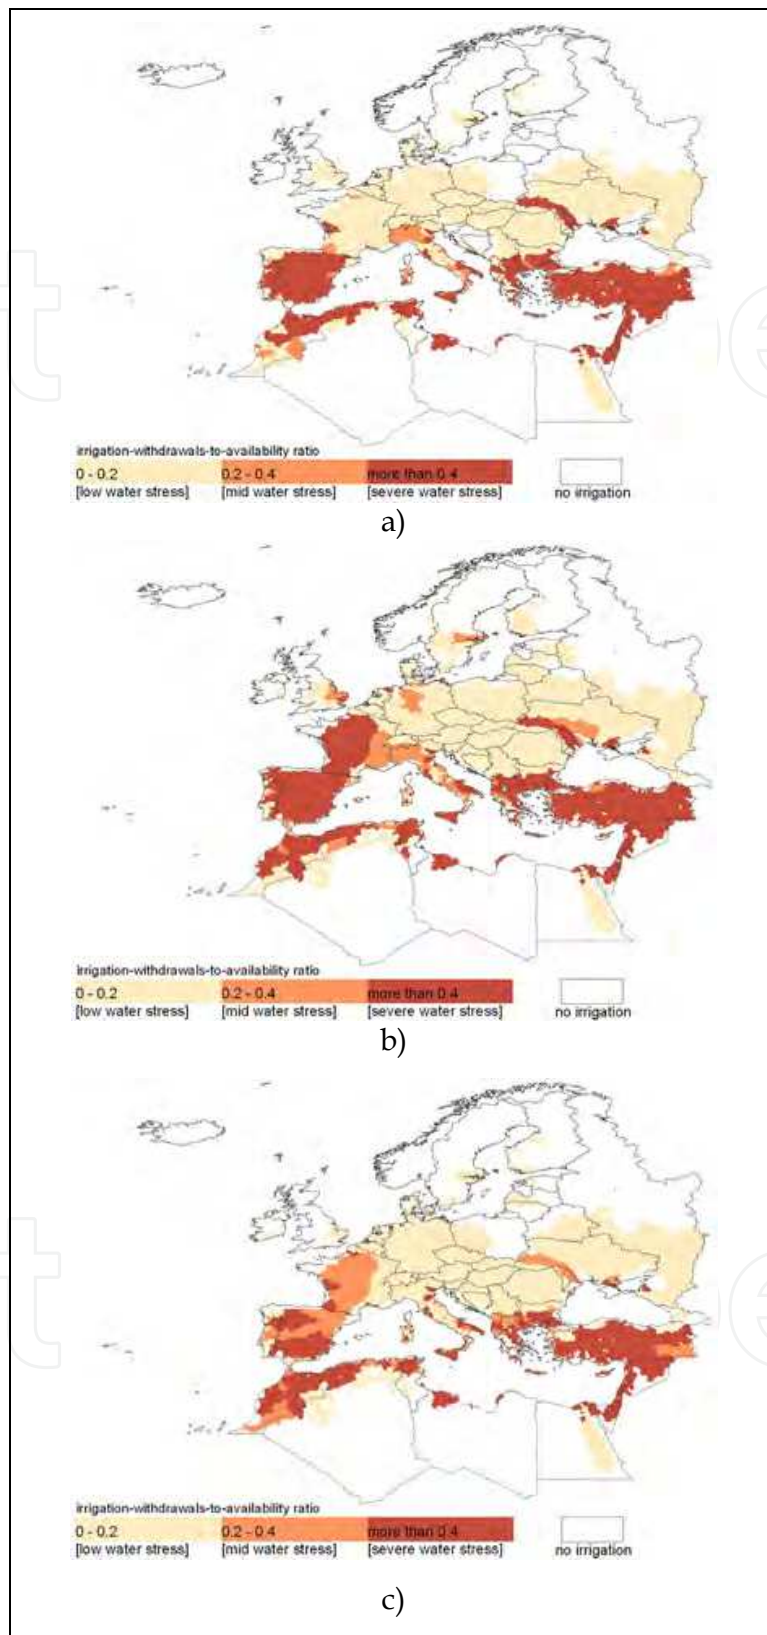 irrigation-withdrawals-to-availability ratio
0 - 0.2 0.2 - 0.4 more than 0.4
[low water stress] [mid water stress] [severe water stress] no irrigation
a)
irrigation-withdrawals-to-availability ratio
0 - 0.2 0.2 - 0.4 more than 0.4
[low water stress] [mid water stress] [severe water stress] no irrigation
b)
irrigation-withdrawals-to-availability ratio
0 - 0.2 0.2 - 0.4 more than 0.4
[low water stress] [mid water stress] [severe water stress] no irrigation
c)